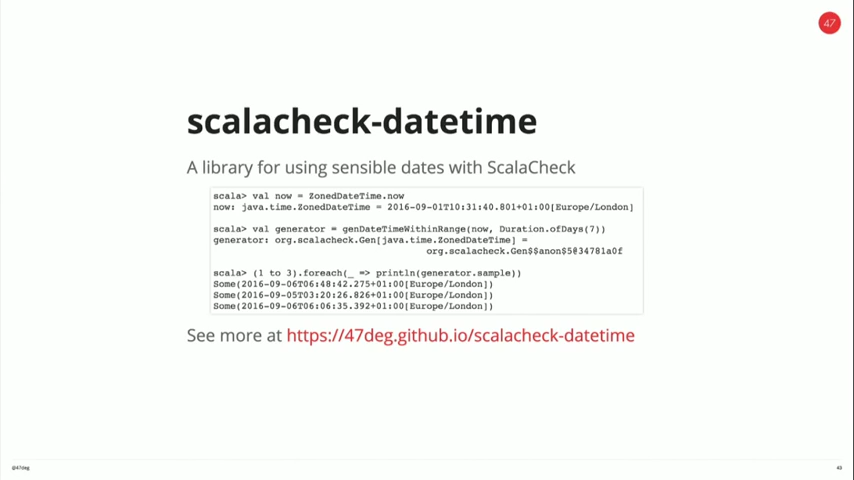 47
scalacheck-datetime
A library for using sensible dates with ScalaCheck
scala> val now = ZonedDateTime.now
now: java.time.ZonedDateTime = 2016-09-01T10:31:40.801+01:00[Europe/London]
scala> val generator = genDateTimeWithinRange(now, Duration.ofDays(7))
generator: org.scalacheck.Gen[java.time.ZonedDateTime] =
org.scalacheck.Gen$$anon$5@34781a0f
scala> (1 to 3).foreach(_ => println(generator.sample))
Some(2016-09-06T06:48:42.275+01:00[Europe/London])
Some(2016-09-05T03:20:26.826+01:00[Europe/London])
Some(2016-09-06T06:06:35.392+01:00[Europe/London])
See more at https://47deg.github.io/scalacheck-datetime
@47deg
43